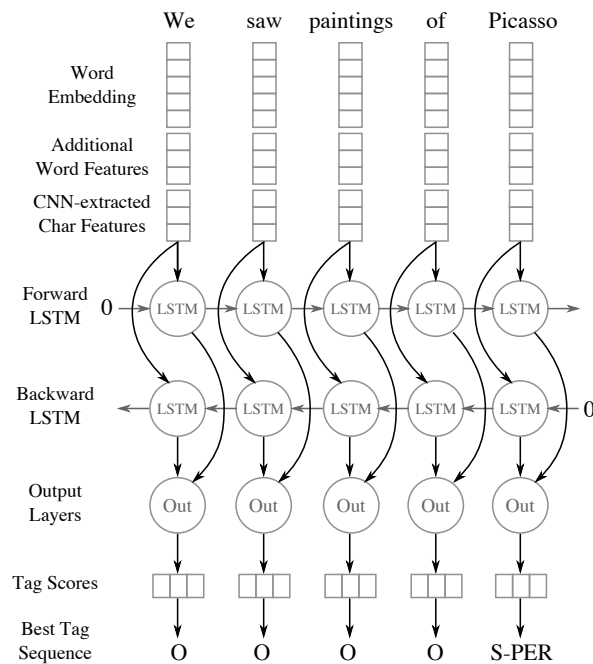 We saw paintings of Picasso
Word
Embedding
Additional
Word Features
CNN-extracted
Char Features
Forward
LSTM
0 LSTM LSTM LSTM LSTM LSTM
Backward
LSTM
LSTM LSTM LSTM LSTM LSTM 0
Output
Layers
Out Out Out Out Out
Tag Scores
Best Tag
Sequence
O O O O S-PER